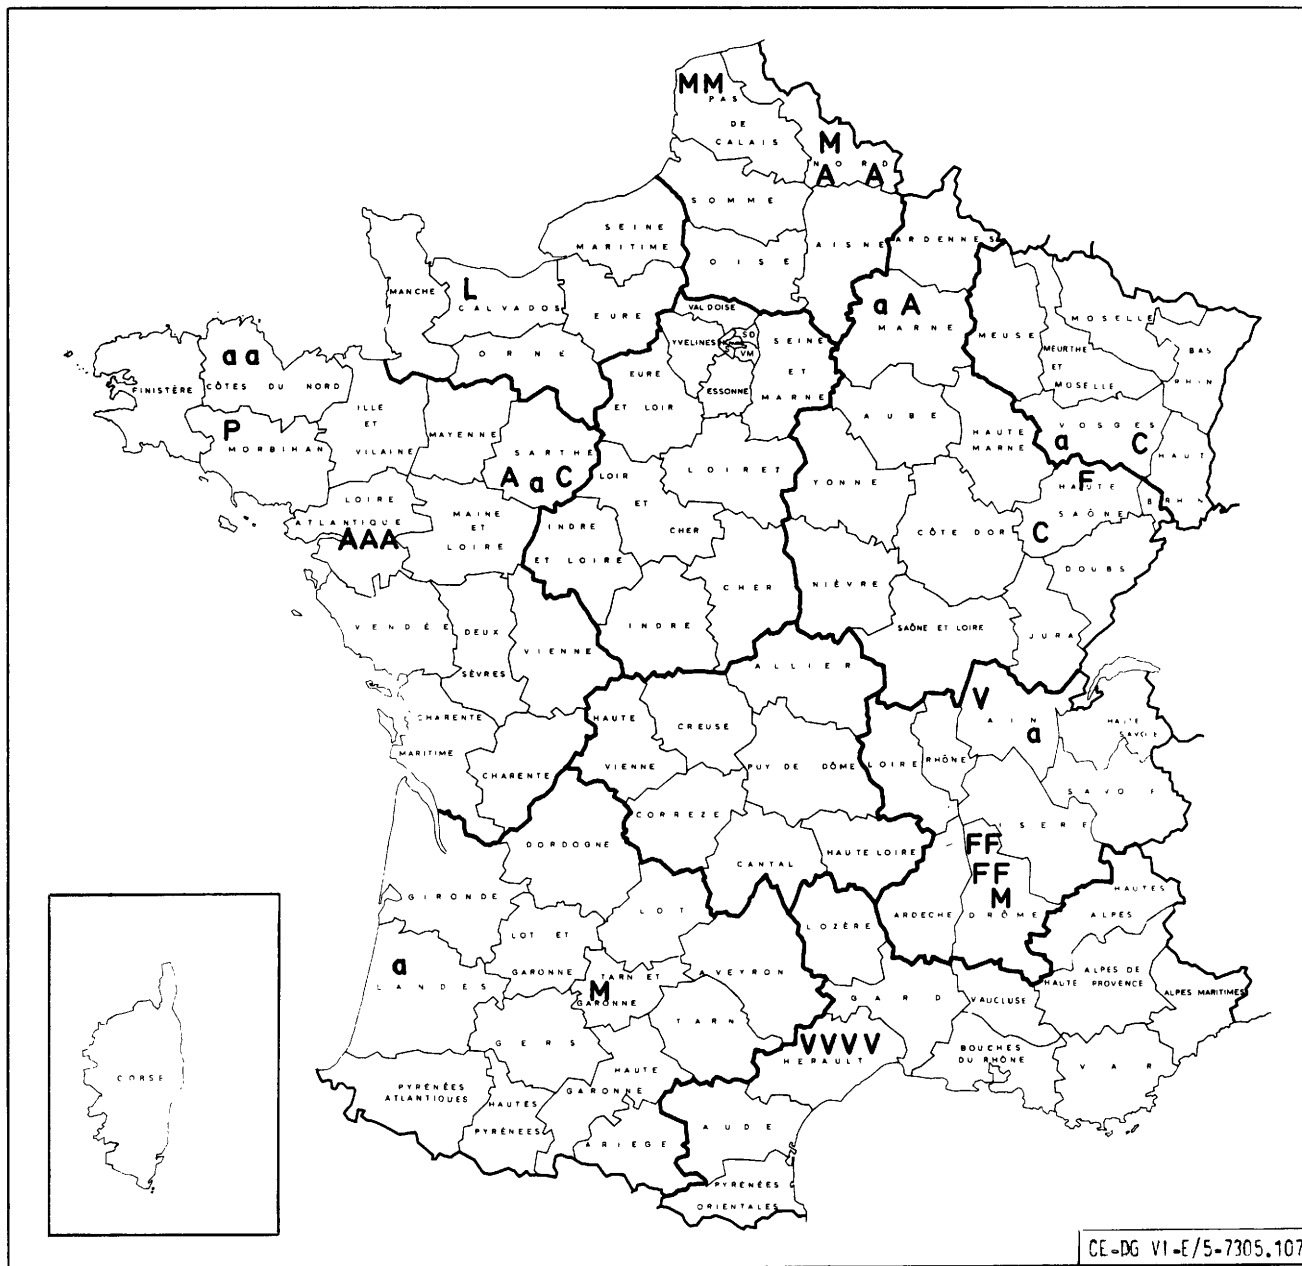 MM
PAS
DE
CALAIS
M
NORD
A A
SOMME
SEINE
MARITIME
OISE
AISNE
ARDENNES
MANCHE
L
CALVADOS
EURE
VAL DOISE
a A
MARNE
MEUSE
MOSELLE
BAS
RHIN
MEURTHE
ET
MOSELLE
YVELINES
SD
VM
SEINE
ET
MARNE
ESSONNE
ORNE
EURE
ET LOIR
aa
CÔTES DU NORD
FINISTÈRE
P
MORBIHAN
ILLE
ET
VILAINE
MAYENNE
SARTHE
A a C
AUBE
HAUTE
MARNE
VOSGES
a C
HAUT
RHIN
B
F
HAUTE
SAÔNE
C
LOIR
ET
CHER
LOIRET
YONNE
CÔTE DOR
DOUBS
LOIRE
ATLANTIQUE
AAA
MAINE
ET
LOIRE
INDRE
ET LOIRE
CHER
NIÈVRE
INDRE
SAÔNE ET LOIRE
JURA
VENDÉE
DEUX
SÈVRES
VIENNE
ALLIER
V
AIN
a
HAUTE
SAVOIE
CHARENTE
MARITIME
CHARENTE
HAUTE
VIENNE
CREUSE
PUY DE DÔME
LOIRE
RHÔNE
SAVOIE
ISERE
CORREZE
CANTAL
HAUTE LOIRE
FF
FF
M
ARDECHE
DRÔME
HAUTES
ALPES
DORDOGNE
GIRONDE
LOT
LOT ET
GARONNE
LOZÈRE
AVEYRON
TARN ET
GARONNE
M
a
LANDES
GERS
TARN
GARD
VAUCLUSE
ALPES DE
HAUTE PROVENCE
ALPES MARITIMES
VVVV
HERAULT
BOUCHES
DU RHÔNE
VAR
HAUTE
GARONNE
PYRÉNÉES
ATLANTIQUES
HAUTES
PYRENEES
ARIEGE
AUDE
PYRÉNÉES
ORIENTALES
CORSE
CE-DG VI-E/5-7305.107